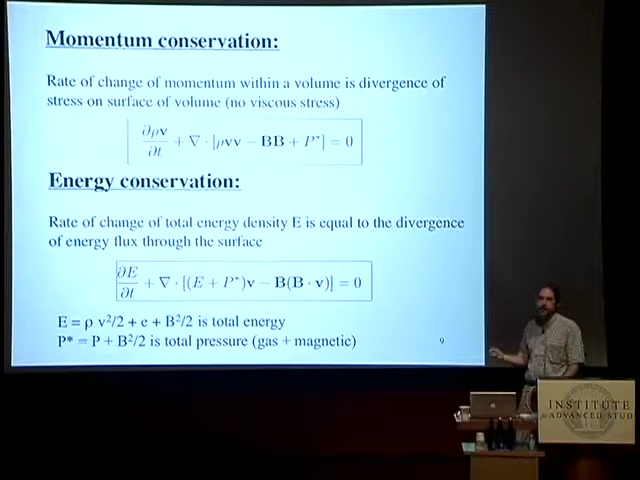 Momentum conservation:
Rate of change of momentum within a volume is divergence of
stress on surface of volume (no viscous stress)
∂ρv/∂t + ∇ · [ρvv − BB + P*] = 0
Energy conservation:
Rate of change of total energy density E is equal to the divergence
of energy flux through the surface
∂E/∂t + ∇ · [(E + P*)v − B(B · v)] = 0
E = ρ v²/2 + e + B²/2 is total energy
P* = P + B²/2 is total pressure (gas + magnetic)
9
INSTITUTE
for ADVANCED STUD